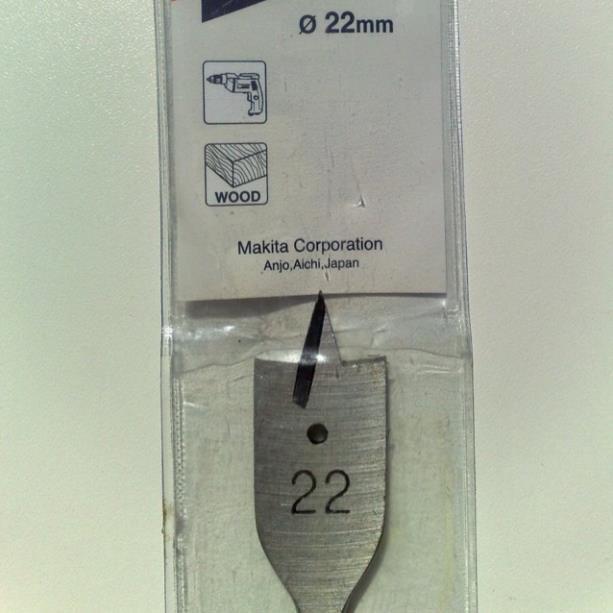 Ø 22mm
WOOD
Makita Corporation
Anjo,Aichi,Japan
22